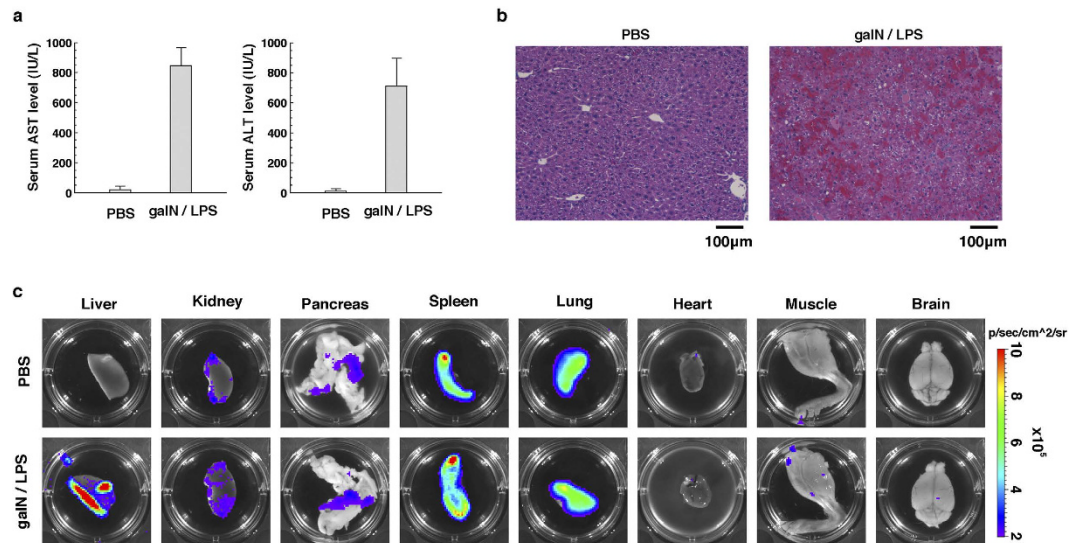 a
Serum AST level (IU/L)
1000
800
600
400
200
0
PBS
galN / LPS
Serum ALT level (IU/L)
1000
800
600
400
200
0
PBS
galN / LPS
b
PBS
galN / LPS
100μm
100μm
c
Liver
Kidney
Pancreas
Spleen
Lung
Heart
Muscle
Brain
PBS
galN / LPS
p/sec/cm^2/sr
10
8
6
4
2
x10⁵